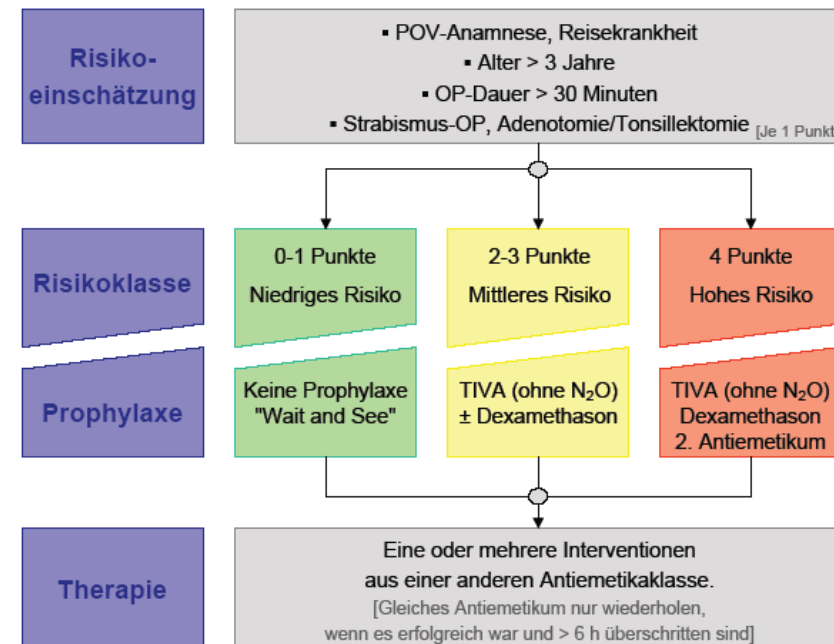 Risiko-
einschätzung
▪ POV-Anamnese, Reisekrankheit
▪ Alter > 3 Jahre
▪ OP-Dauer > 30 Minuten
▪ Strabismus-OP, Adenotomie/Tonsillektomie [Je 1 Punkt
Risikoklasse
0-1 Punkte
Niedriges Risiko
2-3 Punkte
Mittleres Risiko
4 Punkte
Hohes Risiko
Prophylaxe
Keine Prophylaxe
"Wait and See"
TIVA (ohne N₂O)
± Dexamethason
TIVA (ohne N₂O)
Dexamethason
2. Antiemetikum
Therapie
Eine oder mehrere Interventionen
aus einer anderen Antiemetikaklasse.
[Gleiches Antiemetikum nur wiederholen,
wenn es erfolgreich war und > 6 h überschritten sind]